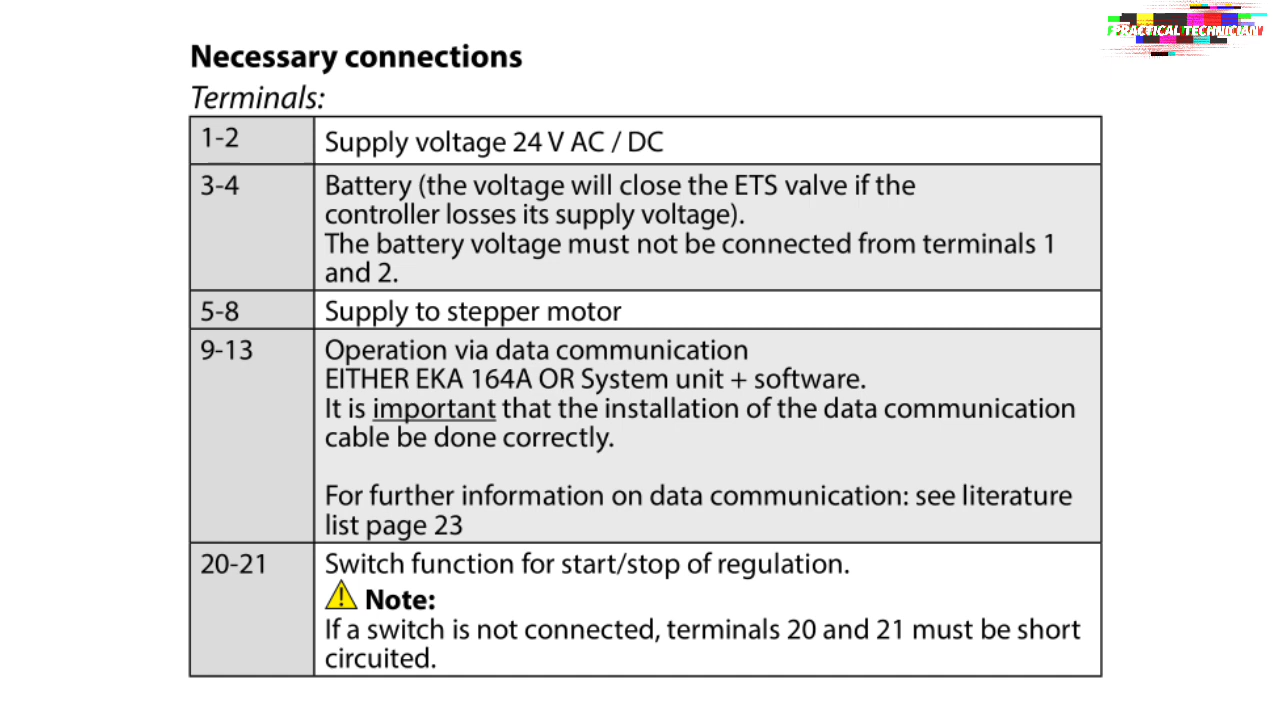 PRACTICAL TECHNICIAN
Necessary connections
Terminals:
1-2
Supply voltage 24 V AC / DC
3-4
Battery (the voltage will close the ETS valve if the
controller losses its supply voltage).
The battery voltage must not be connected from terminals 1
and 2.
5-8
Supply to stepper motor
9-13
Operation via data communication
EITHER EKA 164A OR System unit + software.
It is important that the installation of the data communication
cable be done correctly.
For further information on data communication: see literature
list page 23
20-21
Switch function for start/stop of regulation.
Note:
If a switch is not connected, terminals 20 and 21 must be short
circuited.